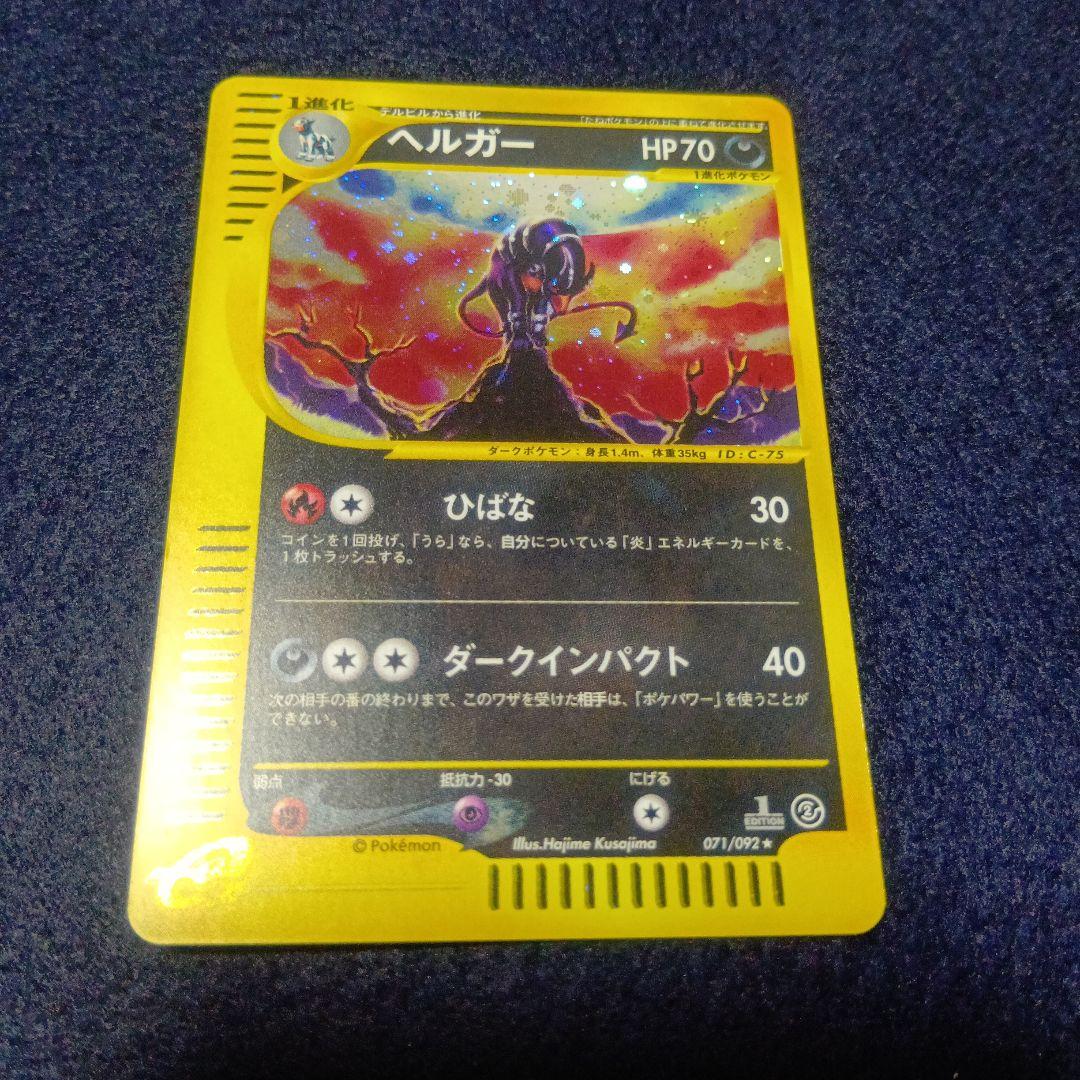 1進化
デルビルから進化
「たねポケモン」の上に重ねて進化させます。
ヘルガー HP70
1進化ポケモン
ダークポケモン：身長1.4m、体重35kg ID : C-75
ひばな 30
コインを1回投げ、「うら」なら、自分についている「炎」エネルギーカードを、
1枚トラッシュする。
ダークインパクト 40
次の相手の番の終わりまで、このワザを受けた相手は、「ポケパワー」を使うことが
できない。
弱点 抵抗力 -30 にげる
1 EDITION
© Pokémon Illus.Hajime Kusajima 071/092 ★